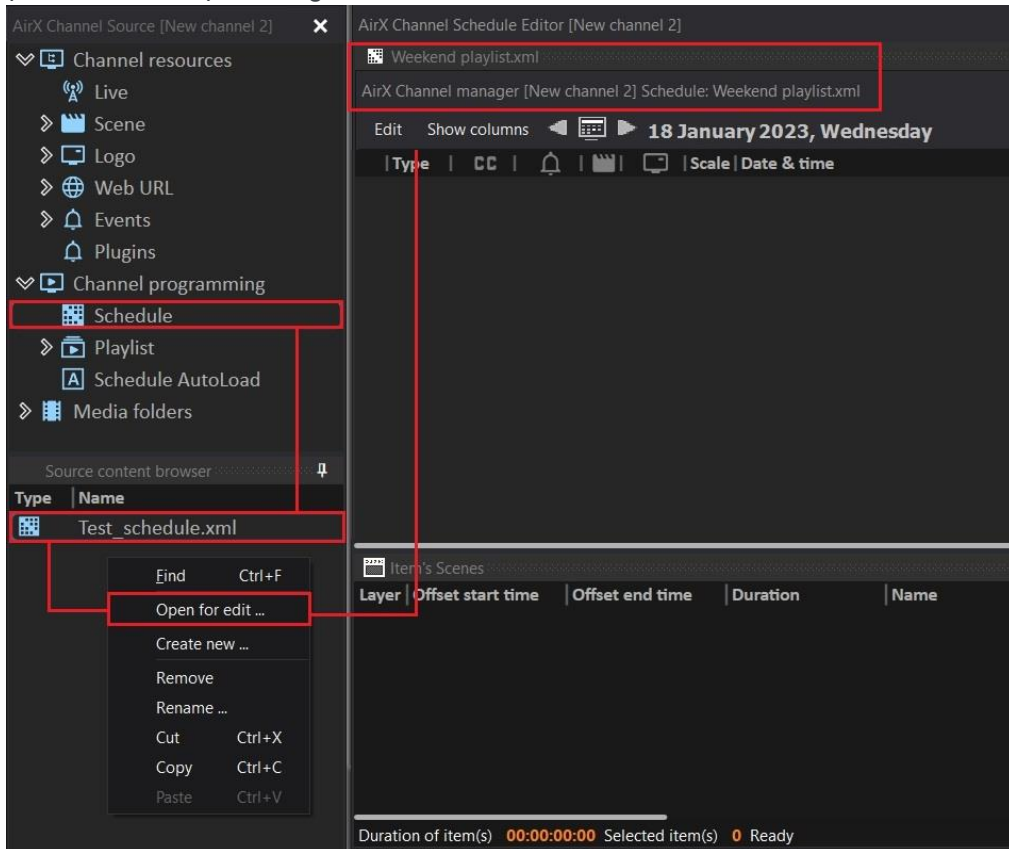 AirX Channel Source [New channel 2]
Channel resources
Live
Scene
Logo
Web URL
Events
Plugins
Channel programming
Schedule
Playlist
A Schedule AutoLoad
Media folders
Source content browser
Type Name
Test_schedule.xml
Find Ctrl+F
Open for edit ...
Create new ...
Remove
Rename ...
Cut Ctrl+X
Copy Ctrl+C
Paste Ctrl+V
AirX Channel Schedule Editor [New channel 2]
Weekend playlist.xml
AirX Channel manager [New channel 2] Schedule: Weekend playlist.xml
Edit Show columns 18 January 2023, Wednesday
Type CC Scale Date & time
Item's Scenes
Layer Offset start time Offset end time Duration Name
Duration of item(s) 00:00:00:00 Selected item(s) 0 Ready